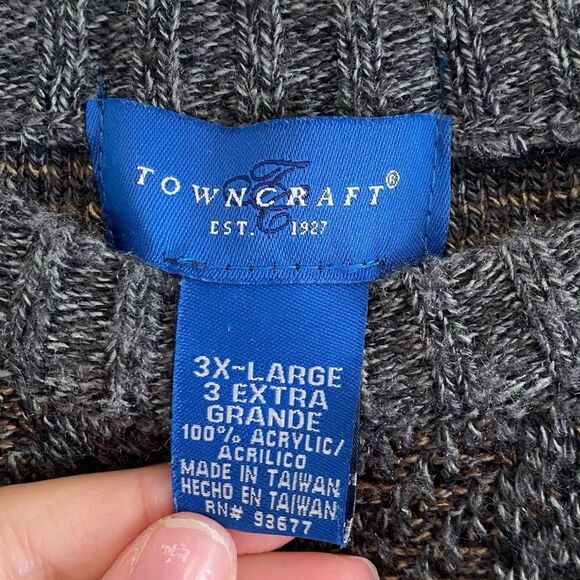 TOWNCRAFT®
EST. 1927
3X-LARGE
3 EXTRA
GRANDE
100% ACRYLIC/
ACRILICO
MADE IN TAIWAN
HECHO EN TAIWAN
RN# 93677